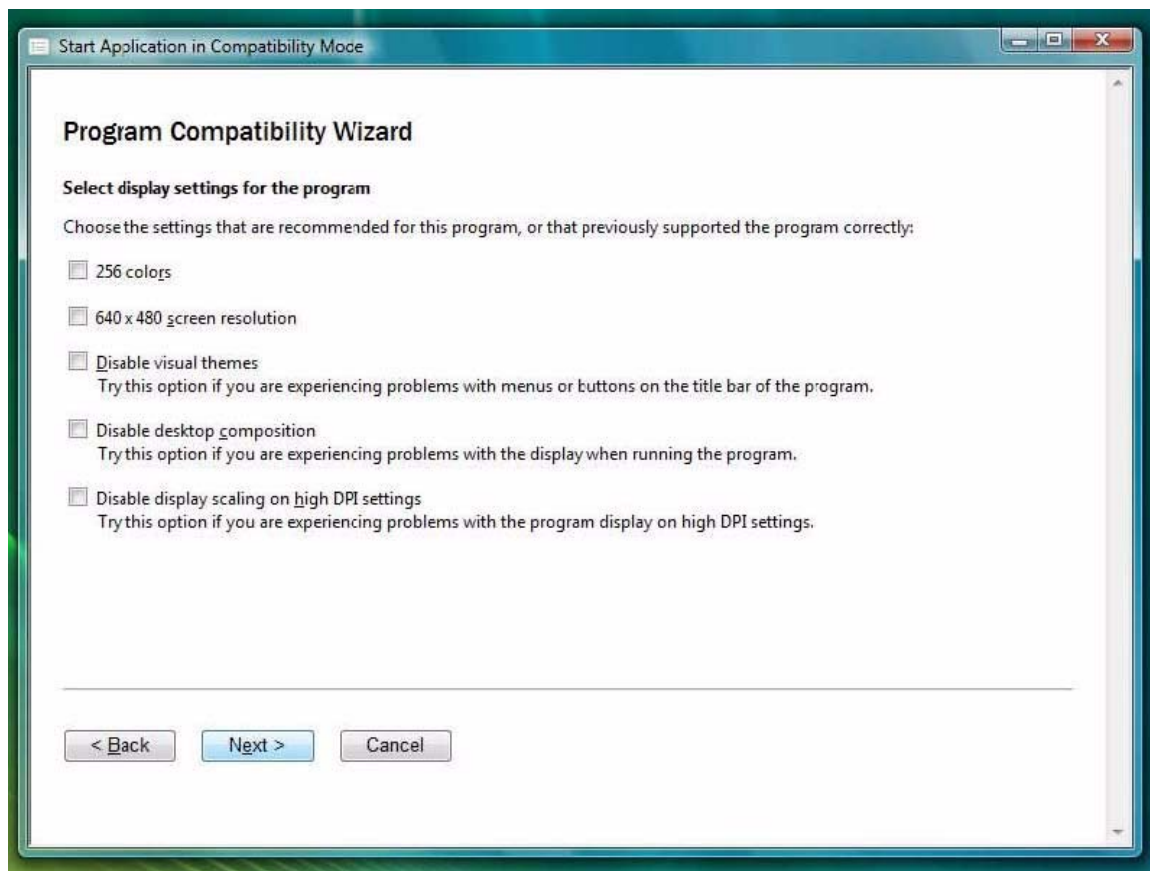 Start Application in Compatibility Mode
Program Compatibility Wizard
Select display settings for the program
Choose the settings that are recommended for this program, or that previously supported the program correctly:
256 colors
640 x 480 screen resolution
Disable visual themes
Try this option if you are experiencing problems with menus or buttons on the title bar of the program.
Disable desktop composition
Try this option if you are experiencing problems with the display when running the program.
Disable display scaling on high DPI settings
Try this option if you are experiencing problems with the program display on high DPI settings.
< Back Next > Cancel